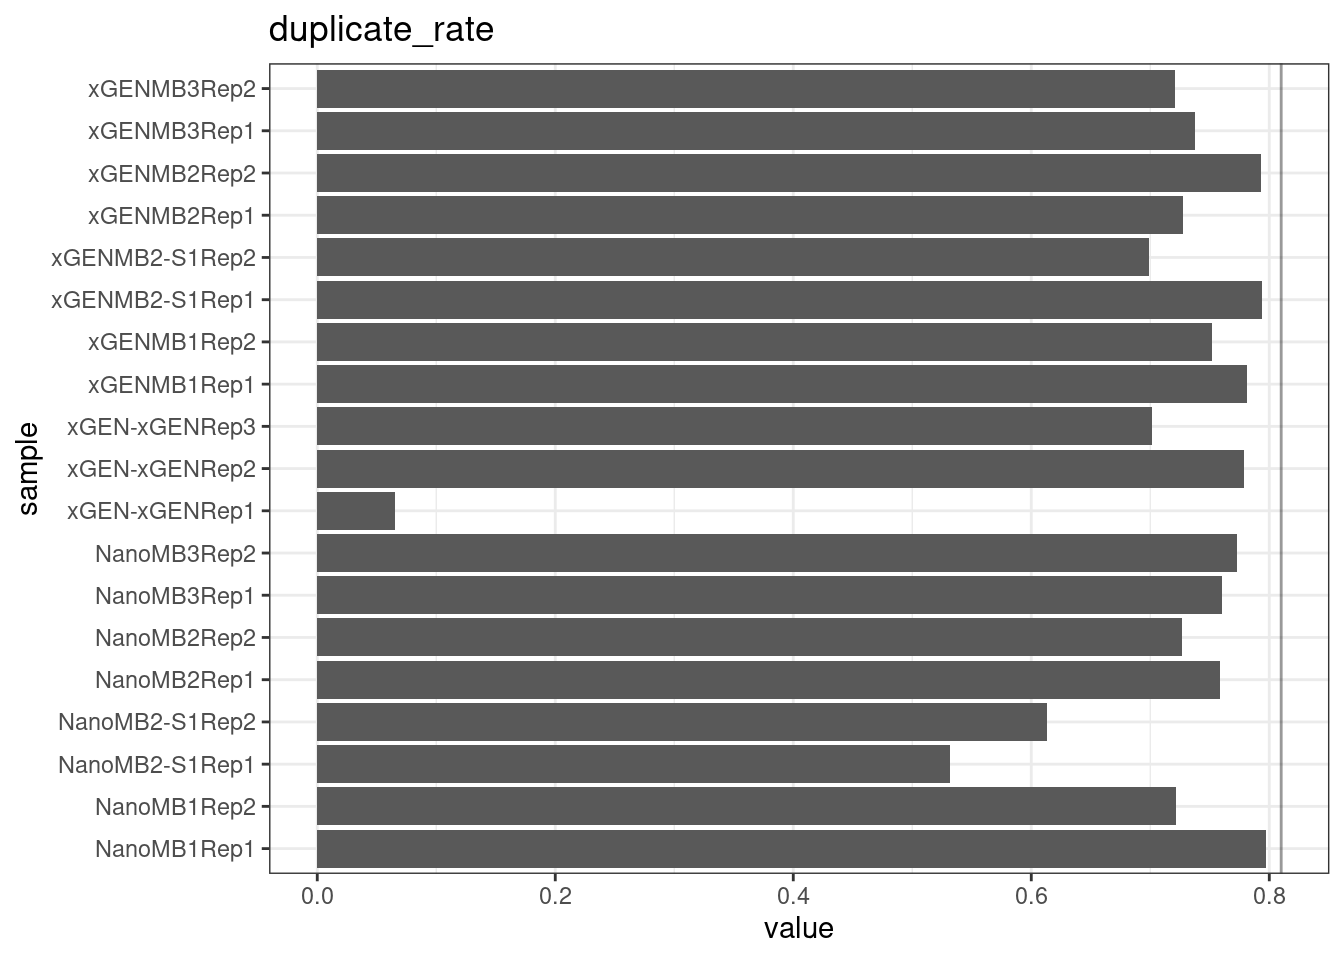 duplicate_rate
xGENMB3Rep2
xGENMB3Rep1
xGENMB2Rep2
xGENMB2Rep1
xGENMB2-S1Rep2
xGENMB2-S1Rep1
xGENMB1Rep2
xGENMB1Rep1
xGEN-xGENRep3
xGEN-xGENRep2
xGEN-xGENRep1
NanoMB3Rep2
NanoMB3Rep1
NanoMB2Rep2
NanoMB2Rep1
NanoMB2-S1Rep2
NanoMB2-S1Rep1
NanoMB1Rep2
NanoMB1Rep1
sample
0.0 0.2 0.4 0.6 0.8
value